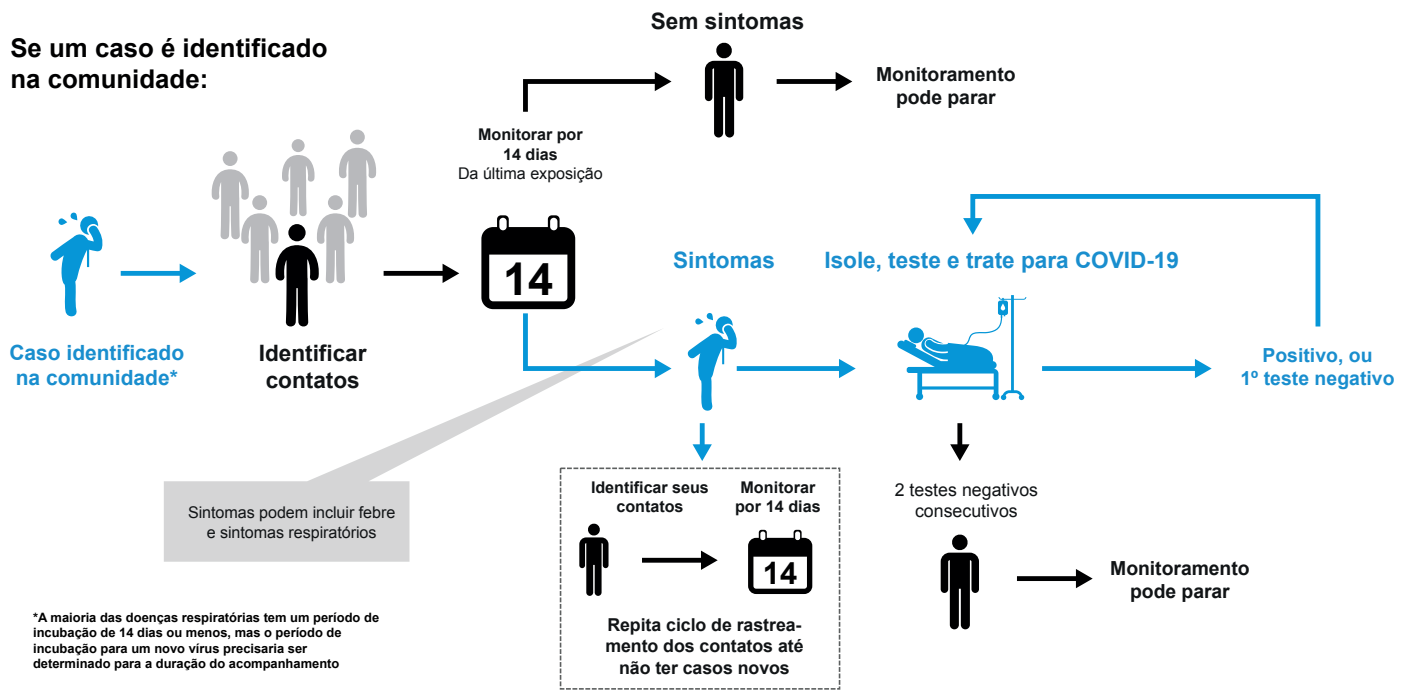 Se um caso é identificado
na comunidade:
Sem sintomas
Monitoramento
pode parar
Monitorar por
14 dias
Da última exposição
14
Caso identificado
na comunidade*
Identificar
contatos
Sintomas
Isole, teste e trate para COVID-19
Positivo, ou
1º teste negativo
Sintomas podem incluir febre
e sintomas respiratórios
Identificar seus
contatos
Monitorar
por 14 dias
14
Repita ciclo de rastrea-
mento dos contatos até
não ter casos novos
2 testes negativos
consecutivos
Monitoramento
pode parar
*A maioria das doenças respiratórias tem um período de
incubação de 14 dias ou menos, mas o período de
incubação para um novo vírus precisaria ser
determinado para a duração do acompanhamento